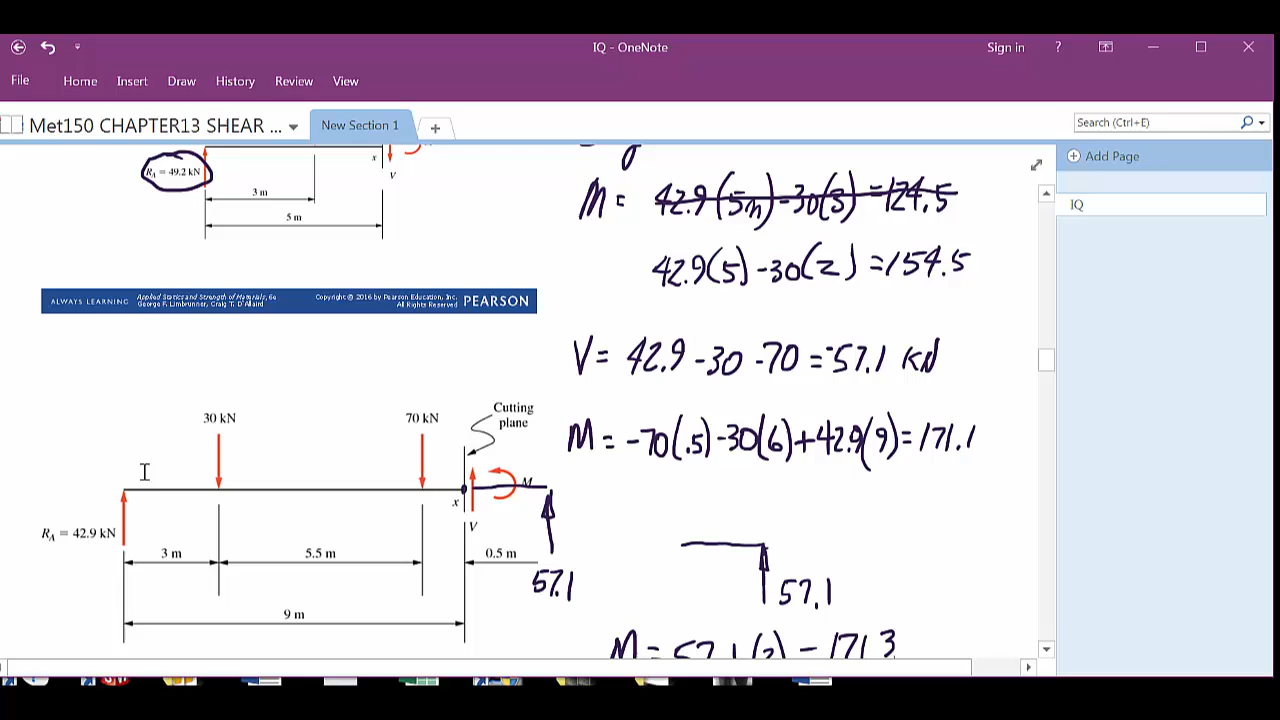 IQ - OneNote
Sign in
?
File
Home
Insert
Draw
History
Review
View
Met150 CHAPTER13 SHEAR ...
New Section 1
+
Search (Ctrl+E)
Add Page
IQ
R_A = 49.2 kN
x
V
3 m
5 m
M = 42.9(5m)-30(3)=124.5
42.9(5)-30(2)=154.5
ALWAYS LEARNING
Applied Statics and Strength of Materials, 6e
George F. Limbrunner, Craig T. D'Allaird
Copyright © 2016 by Pearson Education, Inc.
All Rights Reserved
PEARSON
V= 42.9-30-70=-57.1 kN
M = -70(.5)-30(6)+42.9(9)=171.1
30 kN
70 kN
Cutting
plane
M
x
V
R_A = 42.9 kN
3 m
5.5 m
0.5 m
57.1
9 m
57.1